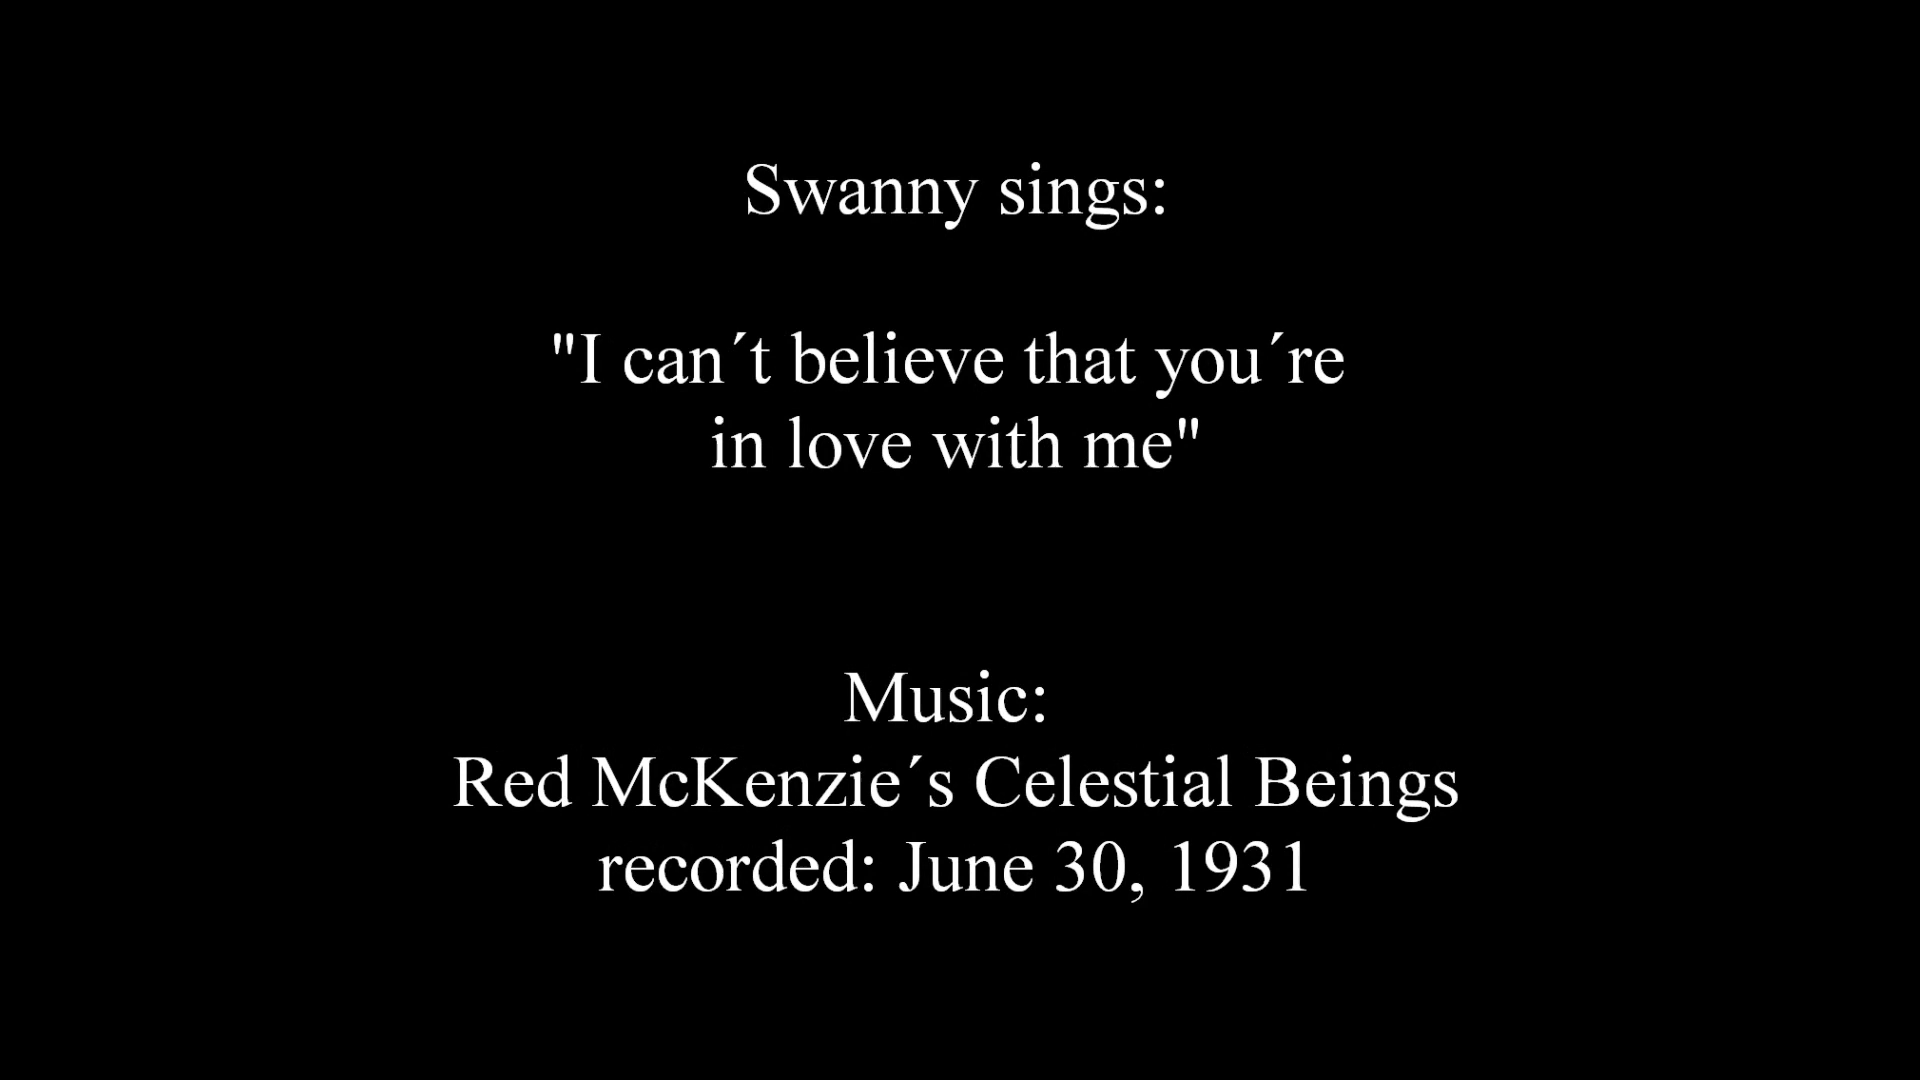 Swanny sings:
"I can´t believe that you´re
in love with me"
Music:
Red McKenzie´s Celestial Beings
recorded: June 30, 1931